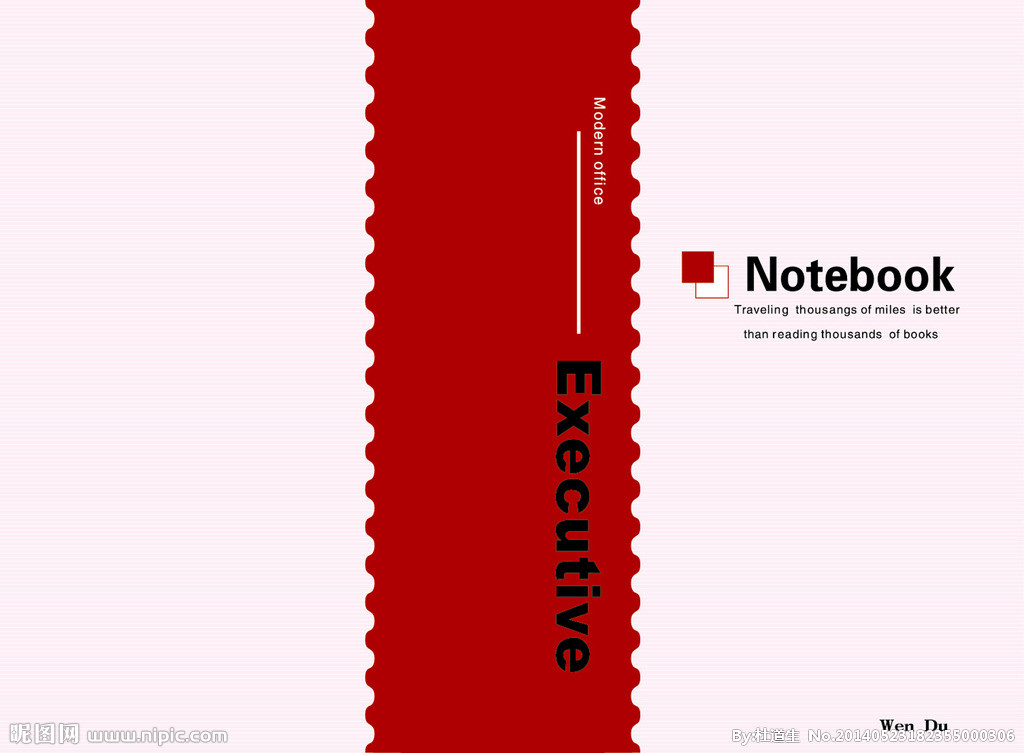 Modern office
Executive
Notebook
Traveling thousangs of miles is better
than reading thousands of books
Wen Du
昵图网 www.nipic.com
By:杜道生 No.20140523182355000306